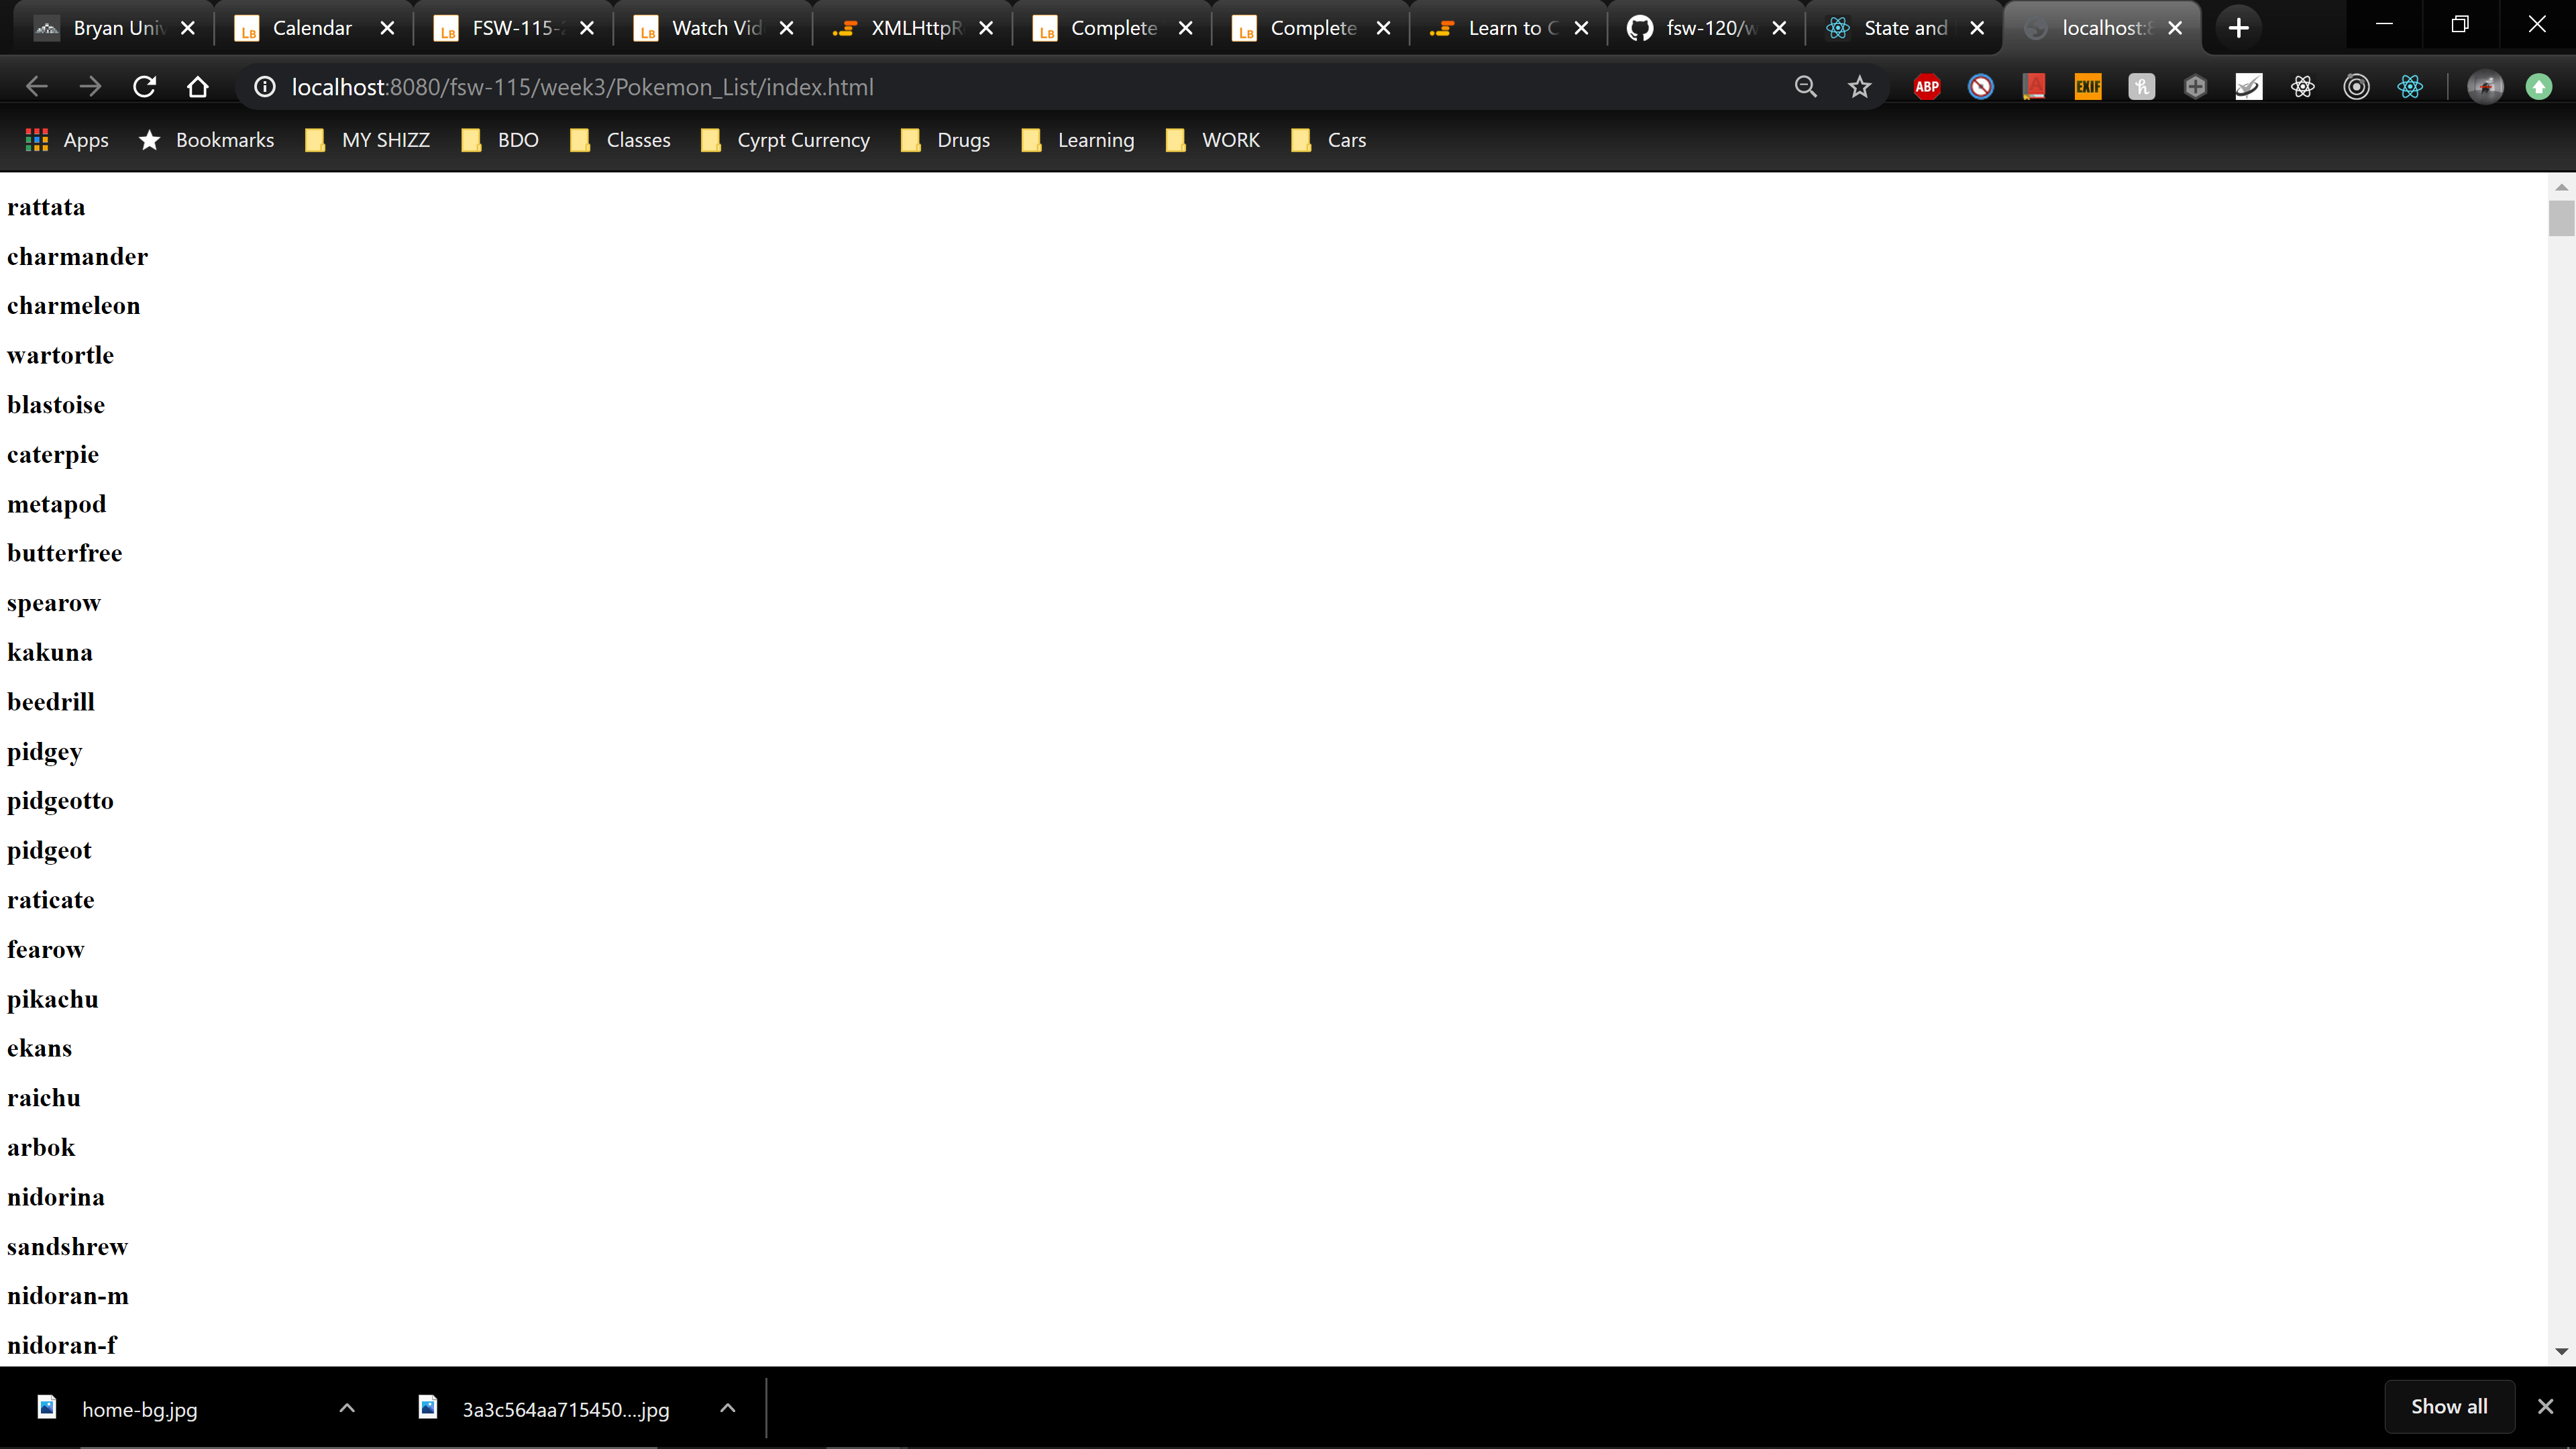 Bryan Univ Calendar FSW-115-2 Watch Vid XMLHttpR Complete Complete Learn to C fsw-120/w State and localhost:8
localhost:8080/fsw-115/week3/Pokemon_List/index.html ABP EXIF
Apps Bookmarks MY SHIZZ BDO Classes Cyrpt Currency Drugs Learning WORK Cars
rattata
charmander
charmeleon
wartortle
blastoise
caterpie
metapod
butterfree
spearow
kakuna
beedrill
pidgey
pidgeotto
pidgeot
raticate
fearow
pikachu
ekans
raichu
arbok
nidorina
sandshrew
nidoran-m
nidoran-f
home-bg.jpg 3a3c564aa715450....jpg Show all